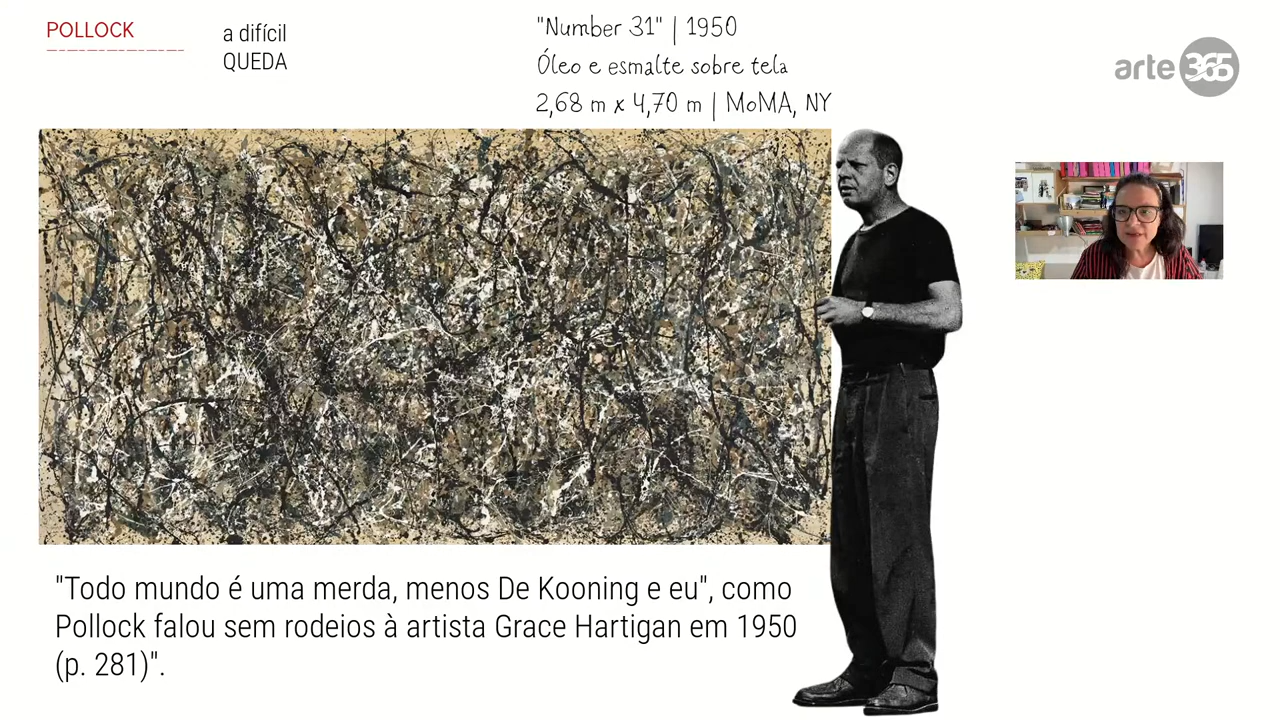 POLLOCK
a difícil
QUEDA
"Number 31" | 1950
Óleo e esmalte sobre tela
2,68 m x 4,70 m | MoMA, NY
arte 365
"Todo mundo é uma merda, menos De Kooning e eu", como
Pollock falou sem rodeios à artista Grace Hartigan em 1950
(p. 281)".